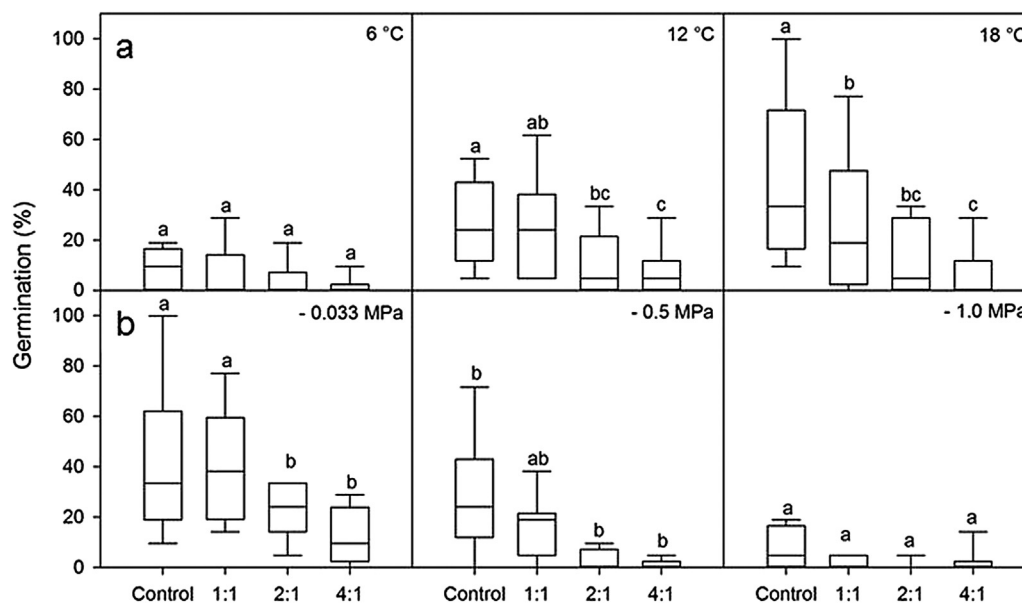 a
6 °C
12 °C
18 °C
100
80
60
40
20
0
a
a
a
a
a
ab
bc
c
a
b
bc
c
Germination (%)
b
- 0.033 MPa
- 0.5 MPa
- 1.0 MPa
100
80
60
40
20
0
a
a
b
b
b
ab
b
b
a
a
a
a
Control 1:1 2:1 4:1 Control 1:1 2:1 4:1 Control 1:1 2:1 4:1